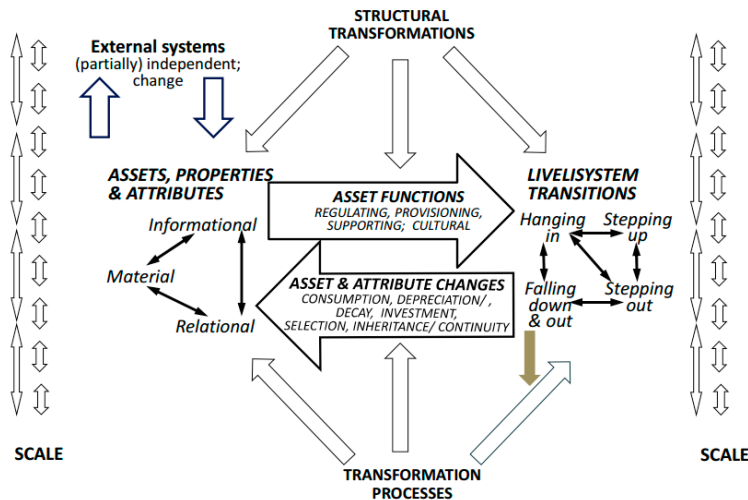 STRUCTURAL
TRANSFORMATIONS
External systems
(partially) independent;
change
ASSETS, PROPERTIES
& ATTRIBUTES
Informational
Material
Relational
ASSET FUNCTIONS
REGULATING, PROVISIONING,
SUPPORTING; CULTURAL
ASSET & ATTRIBUTE CHANGES
CONSUMPTION, DEPRECIATION/ ,
DECAY, INVESTMENT,
SELECTION, INHERITANCE/ CONTINUITY
LIVELISYSTEM
TRANSITIONS
Hanging
in
Stepping
up
Falling
down
& out
Stepping
out
SCALE
SCALE
TRANSFORMATION
PROCESSES